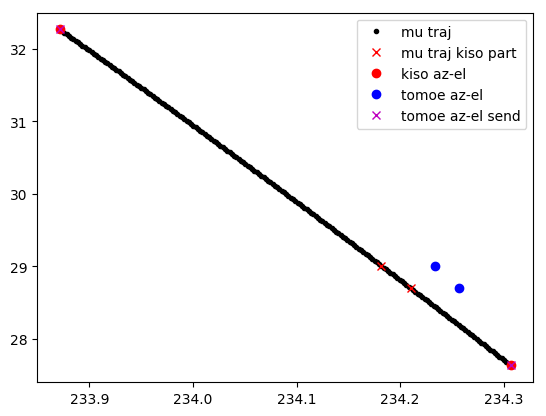 mu traj
mu traj kiso part
kiso az-el
tomoe az-el
tomoe az-el send
32
31
30
29
28
233.9 234.0 234.1 234.2 234.3